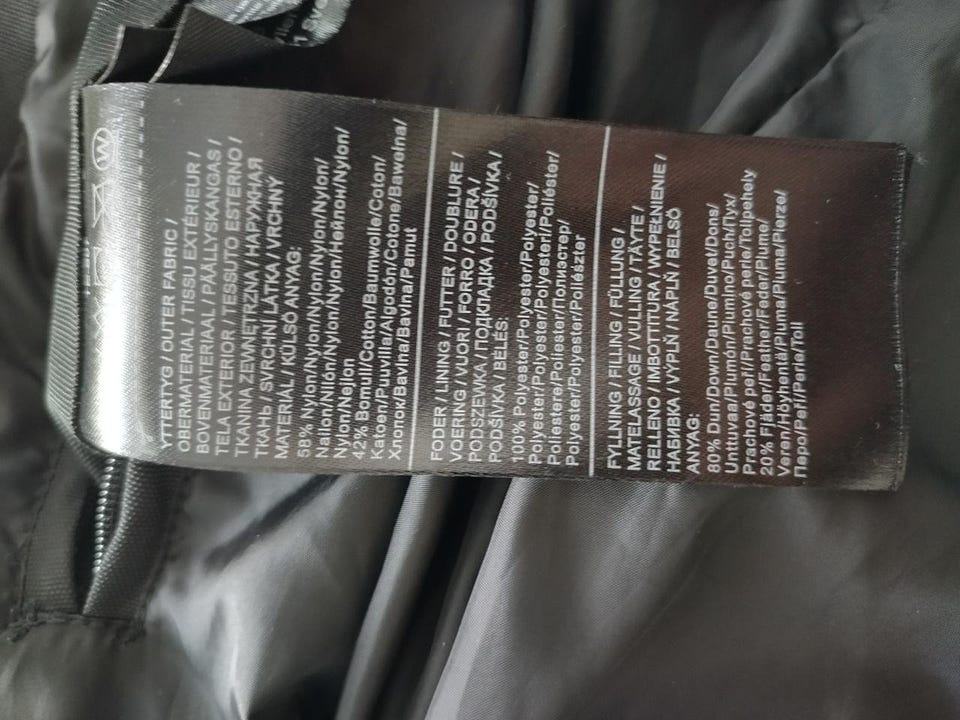 YTTERTYG / OUTER FABRIC /
OBERMATERIAL / TISSU EXTÉRIEUR /
BOVENMATERIAAL / PÄÄLLYSKANGAS /
TELA EXTERIOR / TESSUTO ESTERNO /
TKANINA ZEWNĘTRZNA / НАРУЖНАЯ
ТКАНЬ / SVRCHNÍ LÁTKA / VRCHNÝ
MATERIÁL / KÜLSŐ ANYAG:
58% Nylon/Nylon/Nylon/Nylon/
Nailon/Nilón/Nylon/Nylon/Нейлон/Nylon/
Nylon/Nejlon
42% Bomull/Cotton/Baumwolle/Coton/
Katoen/Puuvilla/Algodón/Cotone/Bawełna/
Хлопок/Bavlna/Bavlna/Pamut
FODER / LINING / FUTTER / DOUBLURE /
VOERING / VUORI / FORRO / FODERA /
PODSZEWKA / ПОДКЛАДКА / PODŠÍVKA /
PODŠÍVKA / BÉLÉS:
100% Polyester/Polyester/Polyester/
Polyester/Polyester/Polyesteri/Poliéster/
Poliestere/Poliester/Полиэстер/
Polyester/Polyester/Poliészter
FYLLNING / FILLING / FÜLLUNG /
MATELASSAGE / VULLING / TÄYTE /
RELLENO / IMBOTTITURA / WYPEŁNIENIE /
НАБИВКА / VÝPLŇ / NÁPLŇ / BELSŐ
ANYAG:
80% Dun/Down/Daune/Duvet/Dons/
Untuvaa/Plumón/Piumino/Puch/Пух/
Prachové peří/Prachové perie/Tollpehely
20% Fjäder/Feather/Feder/Plume/
Veren/Höyhentä/Pluma/Piuma/Pierze/
Перо/Peří/Perie/Toll